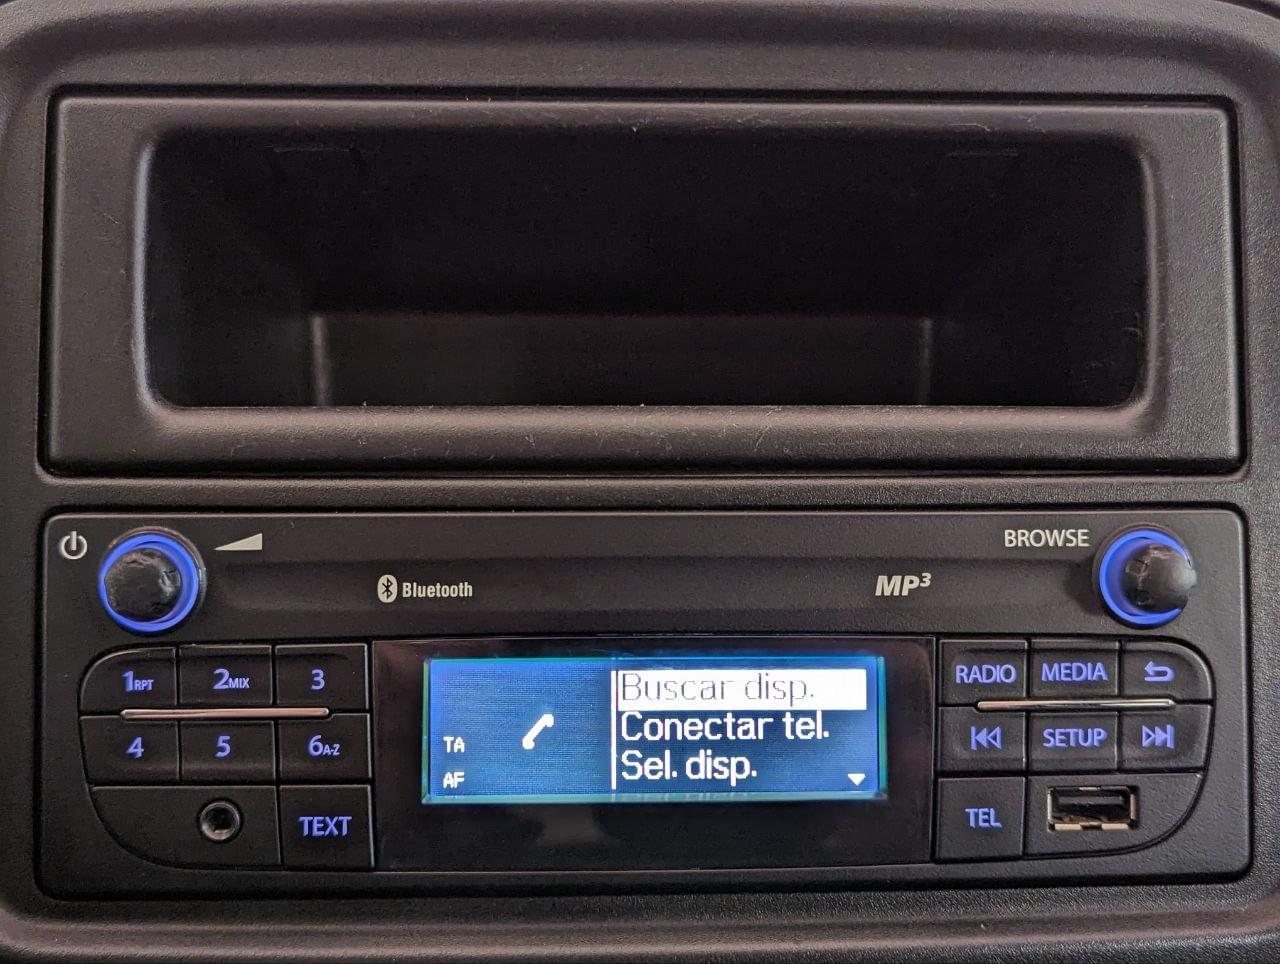 BROWSE
Bluetooth
MP3
1RPT 2MIX 3
4 5 6A-Z
TEXT
TA
AF
Buscar disp.
Conectar tel.
Sel. disp.
RADIO MEDIA
SETUP
TEL